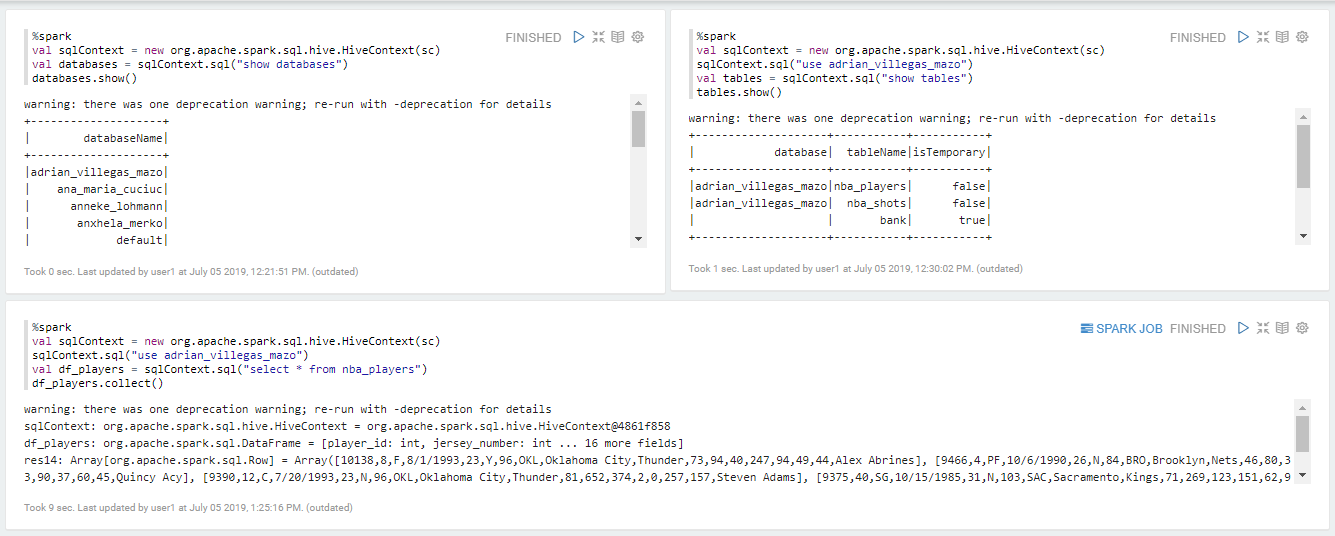 %spark
FINISHED
val sqlContext = new org.apache.spark.sql.hive.HiveContext(sc)
val databases = sqlContext.sql("show databases")
databases.show()
warning: there was one deprecation warning; re-run with -deprecation for details
+-------------------+
|       databaseName|
+-------------------+
|adrian_villegas_mazo|
|    ana_maria_cuciuc|
|      anneke_lohmann|
|       anxhela_merko|
|             default|
Took 0 sec. Last updated by user1 at July 05 2019, 12:21:51 PM. (outdated)
%spark
FINISHED
val sqlContext = new org.apache.spark.sql.hive.HiveContext(sc)
sqlContext.sql("use adrian_villegas_mazo")
val tables = sqlContext.sql("show tables")
tables.show()
warning: there was one deprecation warning; re-run with -deprecation for details
+--------------------+-----------+-----------+
|            database|  tableName|isTemporary|
+--------------------+-----------+-----------+
|adrian_villegas_mazo|nba_players|      false|
|adrian_villegas_mazo|  nba_shots|      false|
|                    |       bank|       true|
+--------------------+-----------+-----------+
Took 1 sec. Last updated by user1 at July 05 2019, 12:30:02 PM. (outdated)
%spark
SPARK JOB FINISHED
val sqlContext = new org.apache.spark.sql.hive.HiveContext(sc)
sqlContext.sql("use adrian_villegas_mazo")
val df_players = sqlContext.sql("select * from nba_players")
df_players.collect()
warning: there was one deprecation warning; re-run with -deprecation for details
sqlContext: org.apache.spark.sql.hive.HiveContext = org.apache.spark.sql.hive.HiveContext@4861f858
df_players: org.apache.spark.sql.DataFrame = [player_id: int, jersey_number: int ... 16 more fields]
res14: Array[org.apache.spark.sql.Row] = Array([10138,8,F,8/1/1993,23,Y,96,OKL,Oklahoma City,Thunder,73,94,40,247,94,49,44,Alex Abrines], [9466,4,PF,10/6/1990,26,N,84,BRO,Brooklyn,Nets,46,80,3
3,90,37,60,45,Quincy Acy], [9390,12,C,7/20/1993,23,N,96,OKL,Oklahoma City,Thunder,81,652,374,2,0,257,157,Steven Adams], [9375,40,SG,10/15/1985,31,N,103,SAC,Sacramento,Kings,71,269,123,151,62,9
Took 9 sec. Last updated by user1 at July 05 2019, 1:25:16 PM. (outdated)